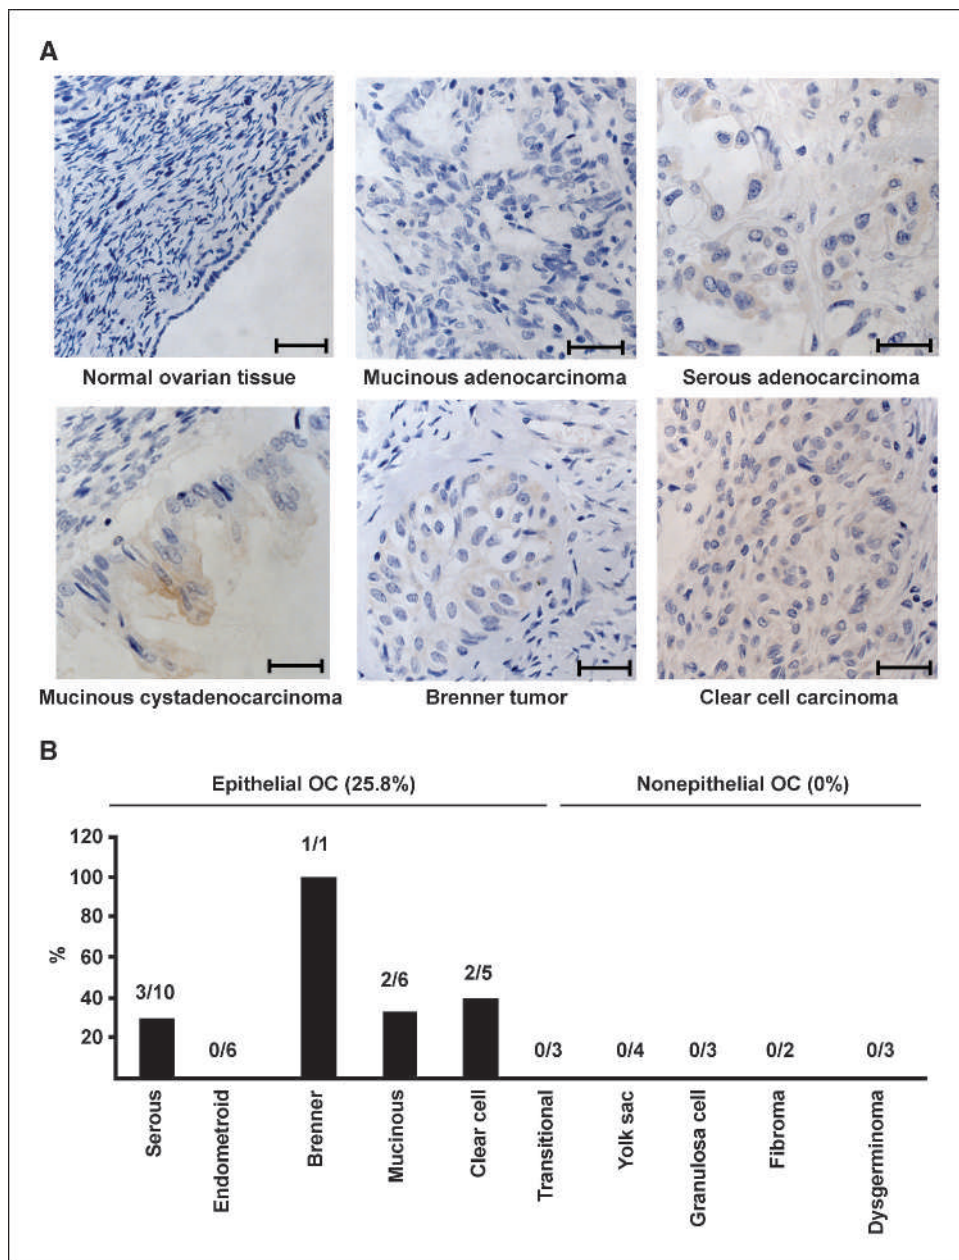 A
Normal ovarian tissue
Mucinous adenocarcinoma
Serous adenocarcinoma
Mucinous cystadenocarcinoma
Brenner tumor
Clear cell carcinoma
B
Epithelial OC (25.8%)
Nonepithelial OC (0%)
120
100
80
60
40
20
%
3/10
0/6
1/1
2/6
2/5
0/3
0/4
0/3
0/2
0/3
Serous
Endometroid
Brenner
Mucinous
Clear cell
Transitional
Yolk sac
Granulosa cell
Fibroma
Dysgerminoma